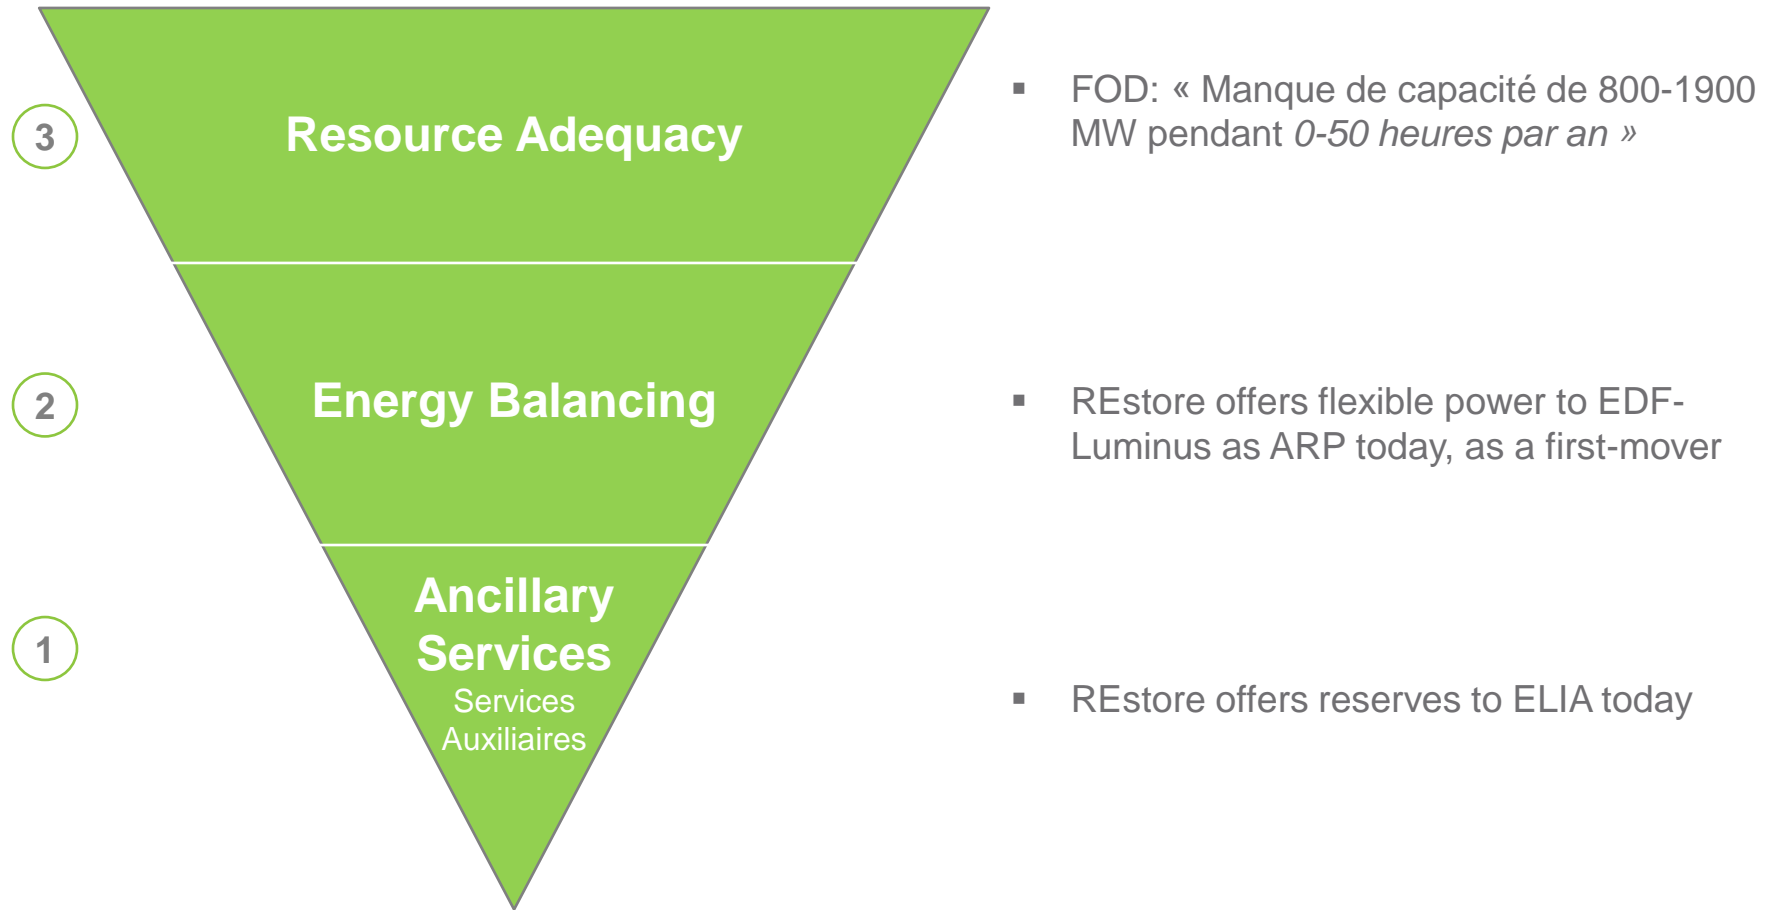 3
Resource Adequacy
▪ FOD: « Manque de capacité de 800-1900
MW pendant 0-50 heures par an »
2
Energy Balancing
▪ REstore offers flexible power to EDF-
Luminus as ARP today, as a first-mover
1
Ancillary
Services
Services
Auxiliaires
▪ REstore offers reserves to ELIA today